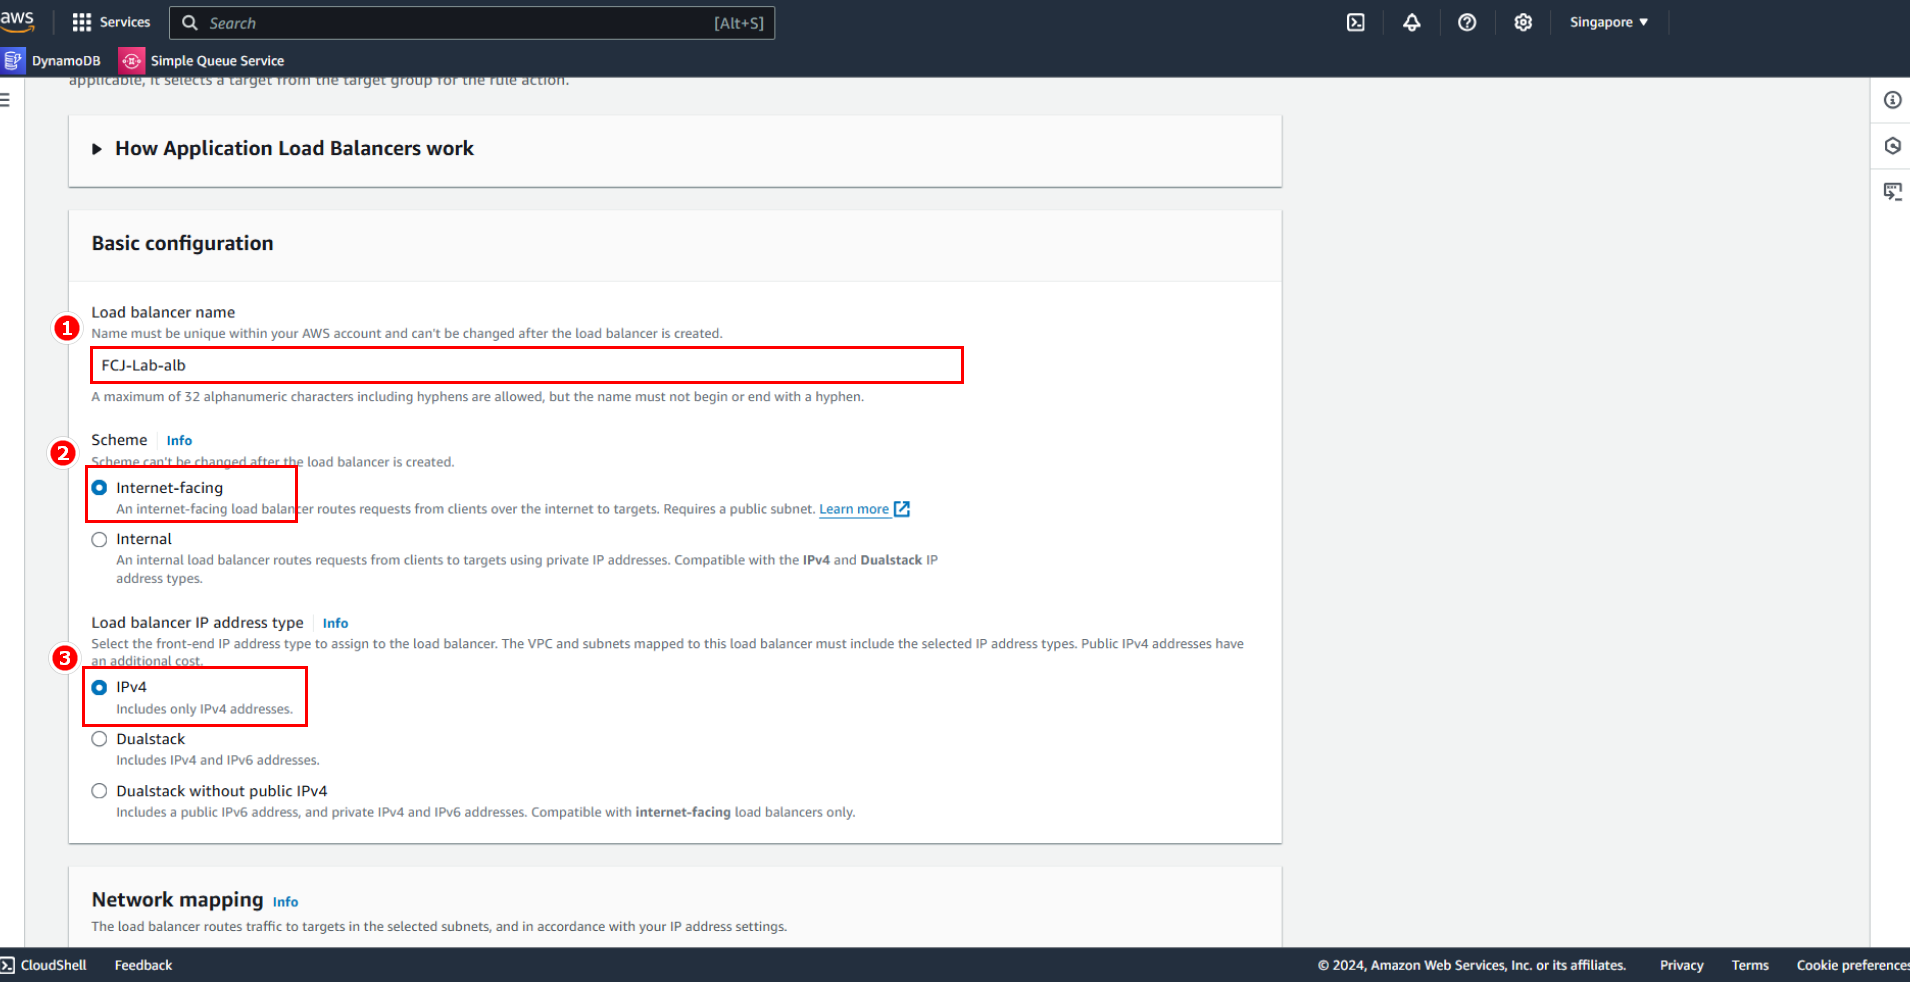 aws
Services
Search
[Alt+S]
Singapore
DynamoDB
Simple Queue Service
applicable, it selects a target from the target group for the rule action.
How Application Load Balancers work
Basic configuration
1
Load balancer name
Name must be unique within your AWS account and can't be changed after the load balancer is created.
FCJ-Lab-alb
A maximum of 32 alphanumeric characters including hyphens are allowed, but the name must not begin or end with a hyphen.
2
Scheme Info
Scheme can't be changed after the load balancer is created.
Internet-facing
An internet-facing load balancer routes requests from clients over the internet to targets. Requires a public subnet. Learn more
Internal
An internal load balancer routes requests from clients to targets using private IP addresses. Compatible with the IPv4 and Dualstack IP
address types.
Load balancer IP address type Info
3
Select the front-end IP address type to assign to the load balancer. The VPC and subnets mapped to this load balancer must include the selected IP address types. Public IPv4 addresses have
an additional cost.
IPv4
Includes only IPv4 addresses.
Dualstack
Includes IPv4 and IPv6 addresses.
Dualstack without public IPv4
Includes a public IPv6 address, and private IPv4 and IPv6 addresses. Compatible with internet-facing load balancers only.
Network mapping Info
The load balancer routes traffic to targets in the selected subnets, and in accordance with your IP address settings.
CloudShell
Feedback
© 2024, Amazon Web Services, Inc. or its affiliates.
Privacy
Terms
Cookie preferences